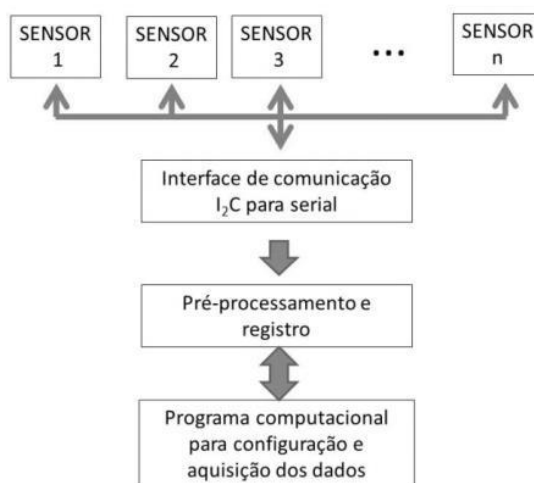 SENSOR
1
SENSOR
2
SENSOR
3
...
SENSOR
n
Interface de comunicação
I₂C para serial
Pré-processamento e
registro
Programa computacional
para configuração e
aquisição dos dados